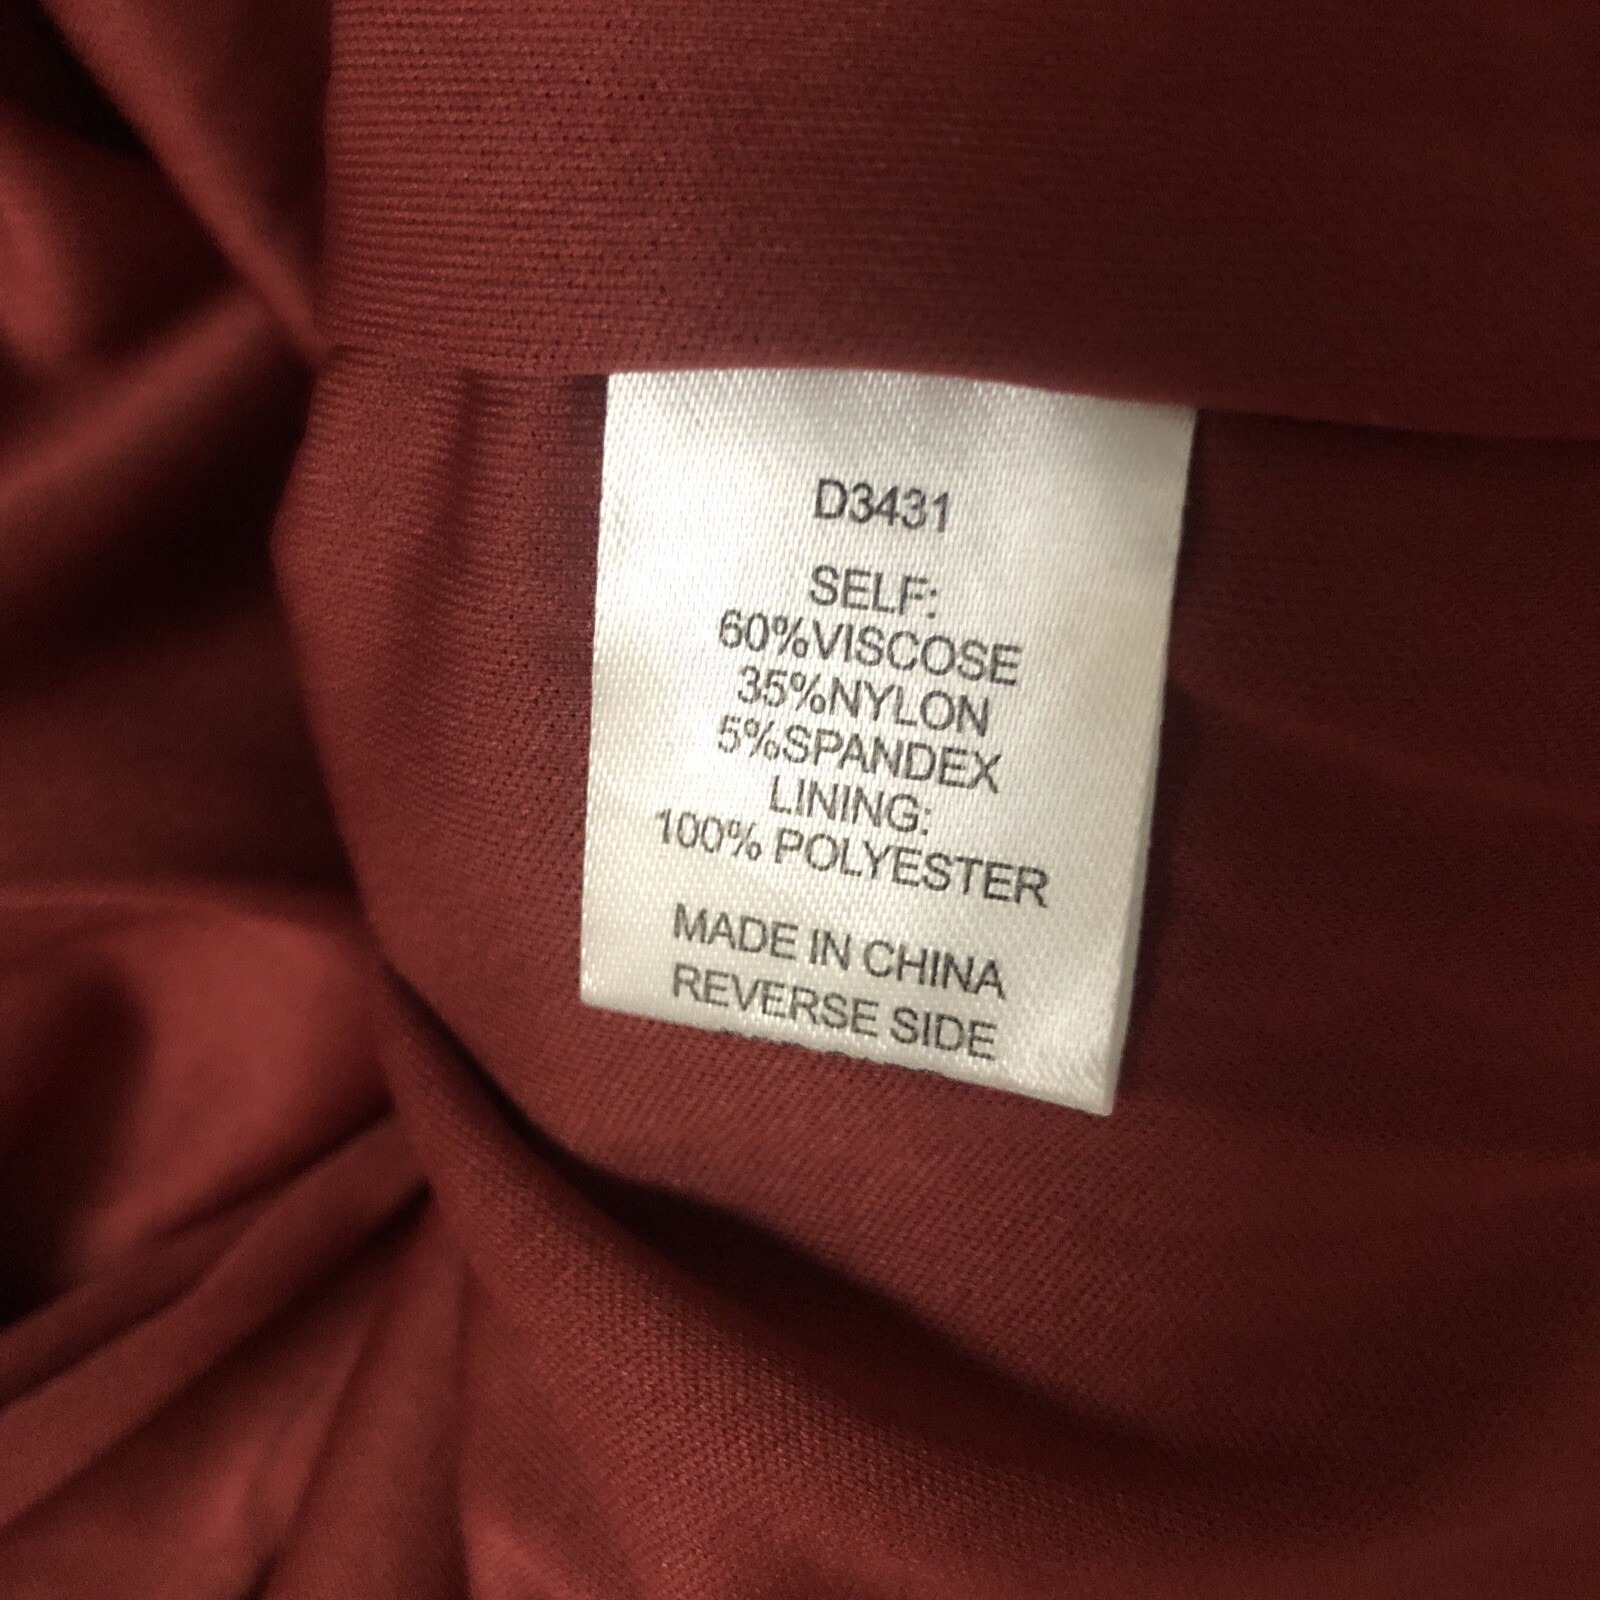 D3431
SELF:
60%VISCOSE
35%NYLON
5%SPANDEX
LINING:
100% POLYESTER
MADE IN CHINA
REVERSE SIDE